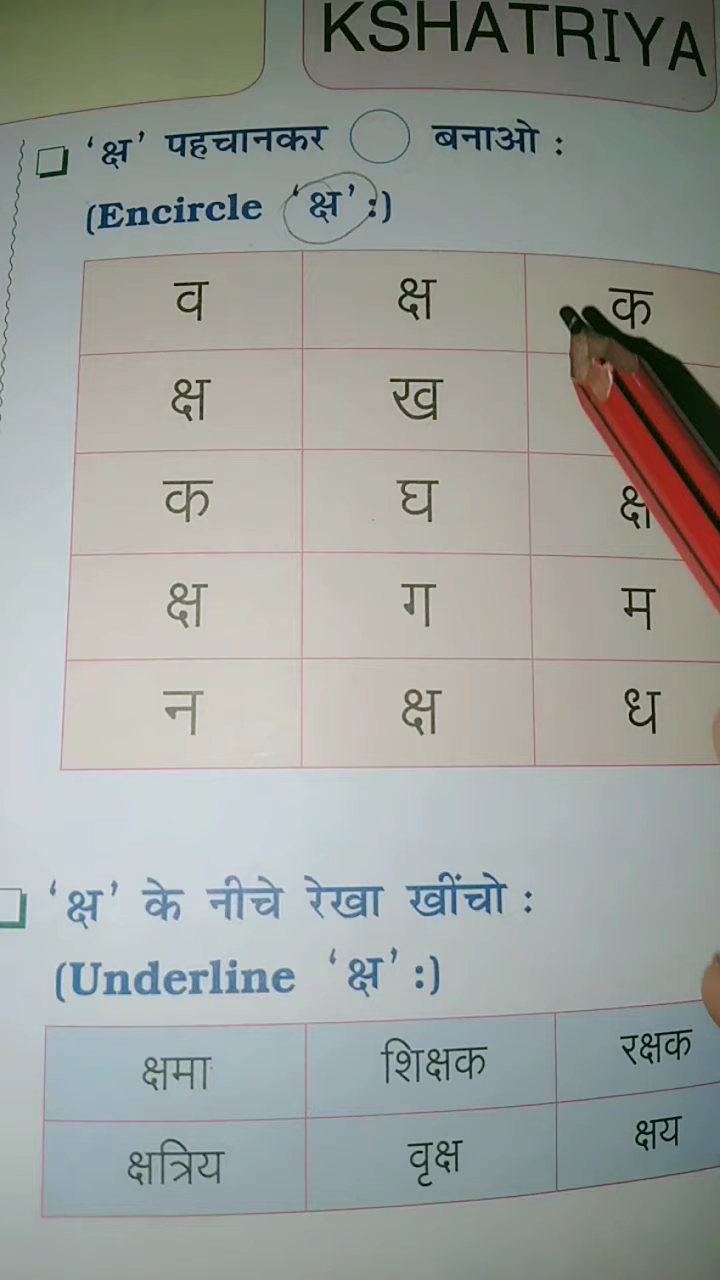 KSHATRIYA
'क्ष' पहचानकर बनाओ :
(Encircle 'क्ष' :)
व क्ष क
क्ष ख
क घ क्ष
क्ष ग म
न क्ष ध
'क्ष' के नीचे रेखा खींचो :
(Underline 'क्ष' :)
क्षमा शिक्षक रक्षक
क्षत्रिय वृक्ष क्षय